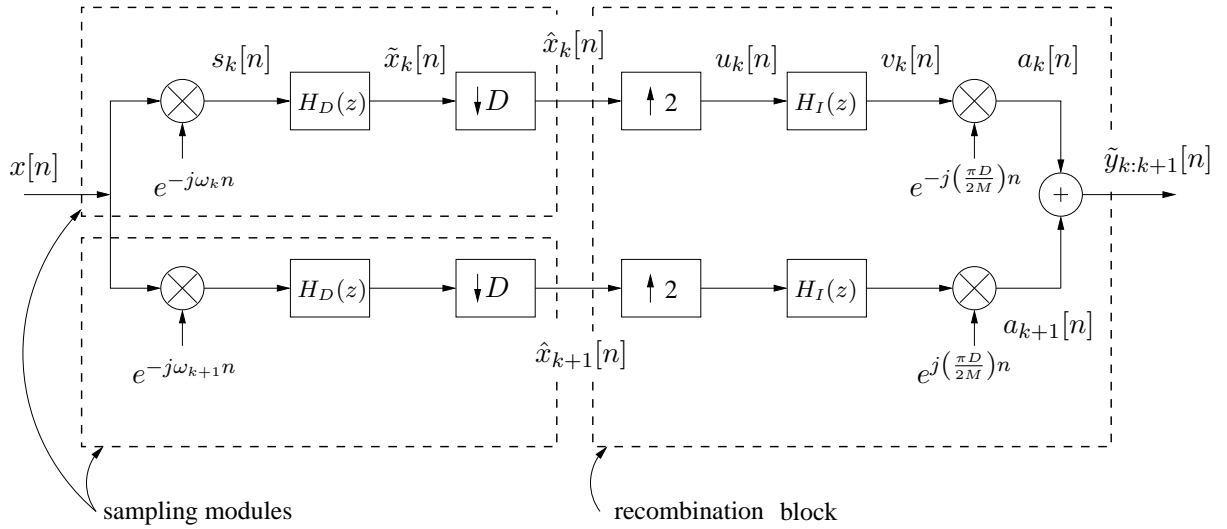 s_k[n] x̃_k[n] x̂_k[n] u_k[n] v_k[n] a_k[n]
H_D(z) ↓D ↑ 2 H_I(z)
x[n] e^{-jω_k n} e^{-j(πD/2M)n} + ỹ_{k:k+1}[n]
H_D(z) ↓D ↑ 2 H_I(z)
a_{k+1}[n]
e^{-jω_{k+1} n} x̂_{k+1}[n] e^{j(πD/2M)n}
sampling modules recombination block